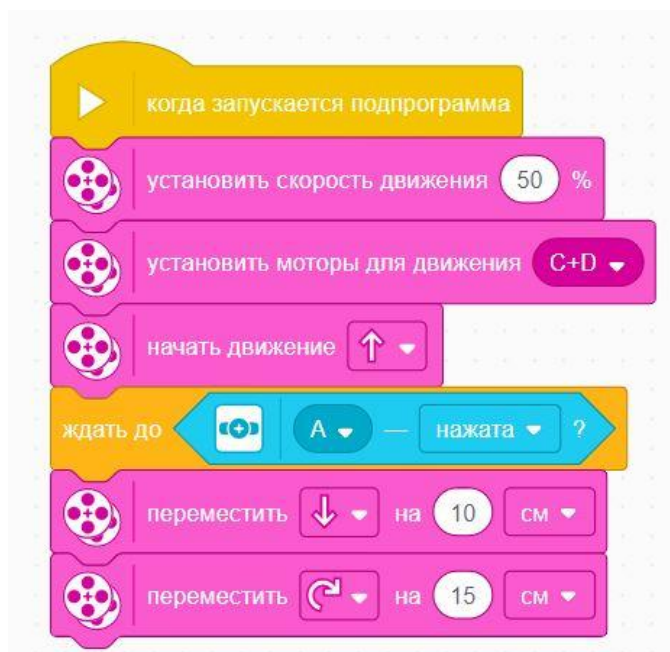 когда запускается подпрограмма
установить скорость движения 50 %
установить моторы для движения C+D
начать движение
ждать до A — нажата ?
переместить на 10 см
переместить на 15 см